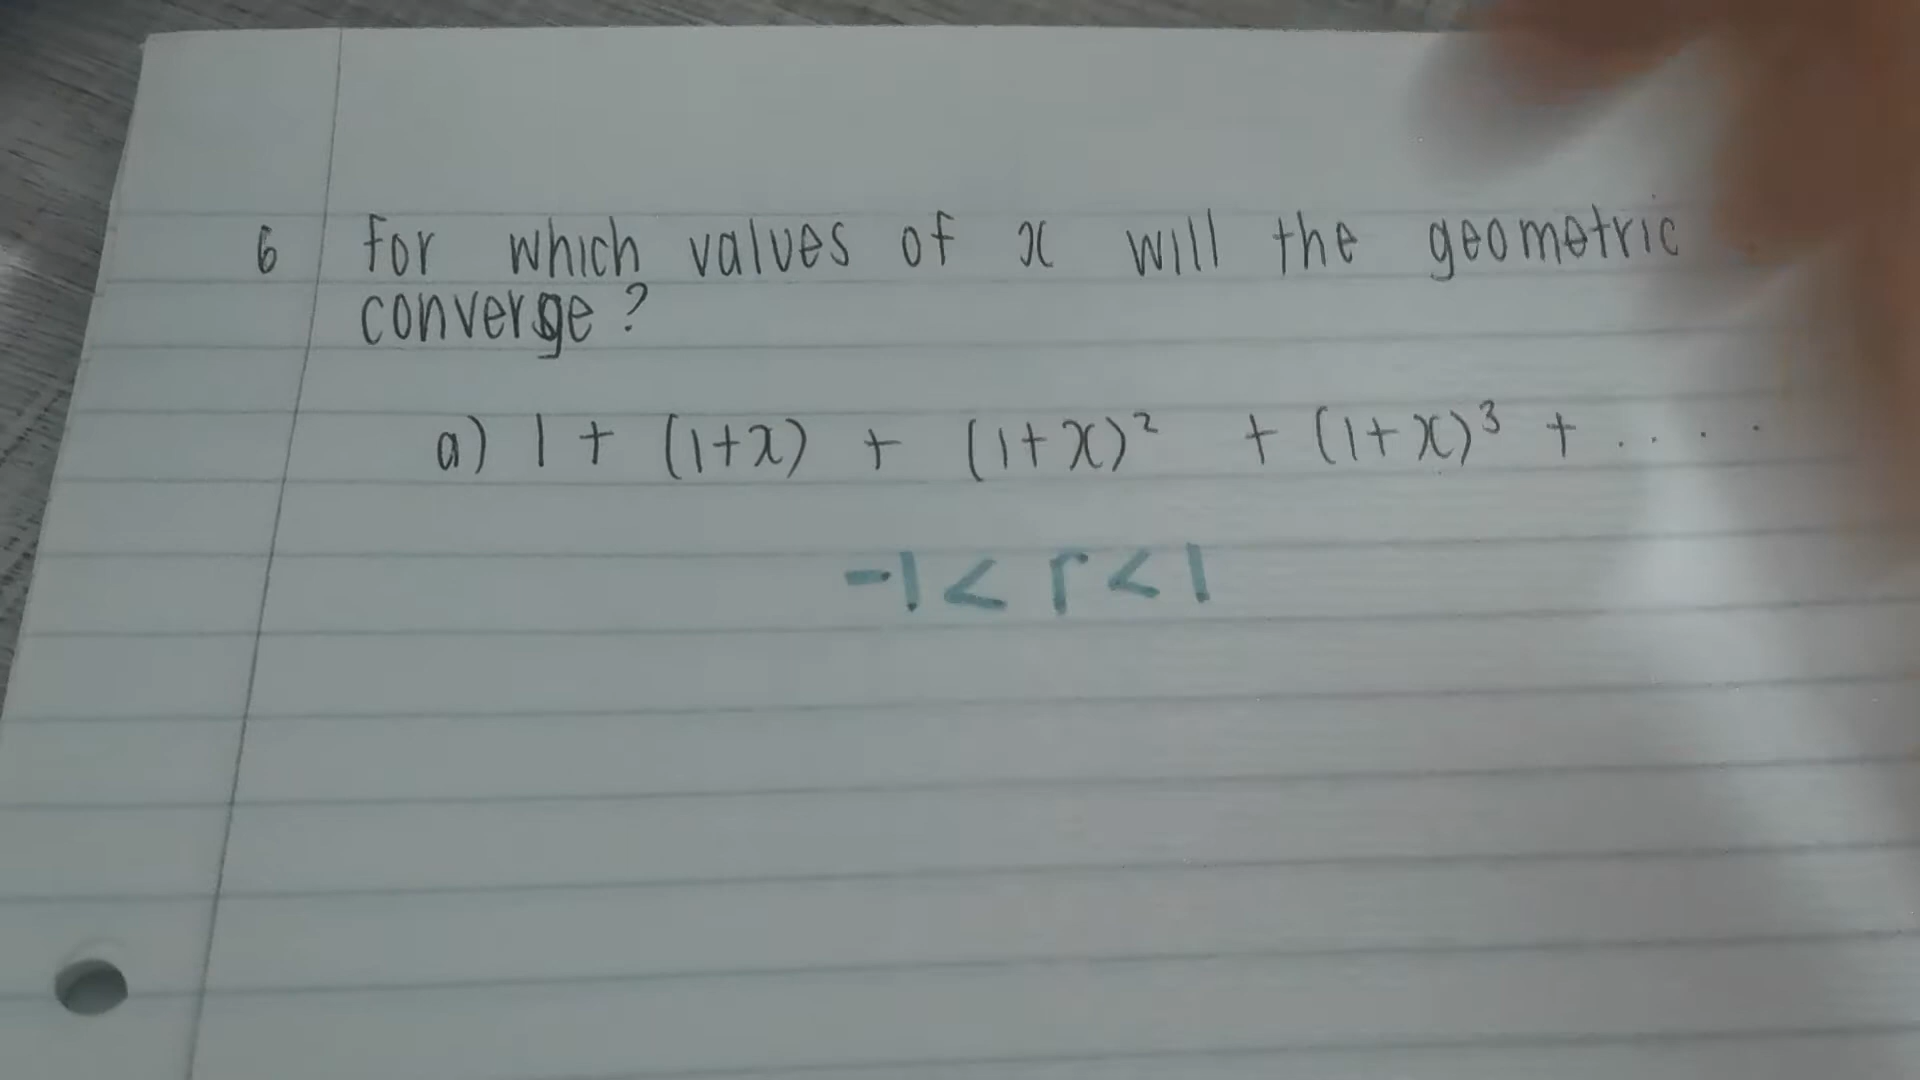 6 for which values of x will the geometric
converge?
a) 1 + (1+x) + (1+x)² + (1+x)³ + ....
-1 < r < 1